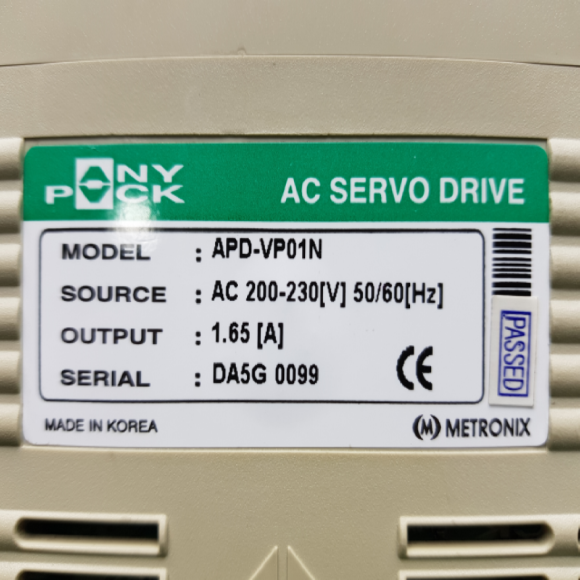 ANY PACK
AC SERVO DRIVE
MODEL : APD-VP01N
SOURCE : AC 200-230[V] 50/60[Hz]
OUTPUT : 1.65 [A]
SERIAL : DA5G 0099
CE
PASSED
MADE IN KOREA
(M) METRONIX